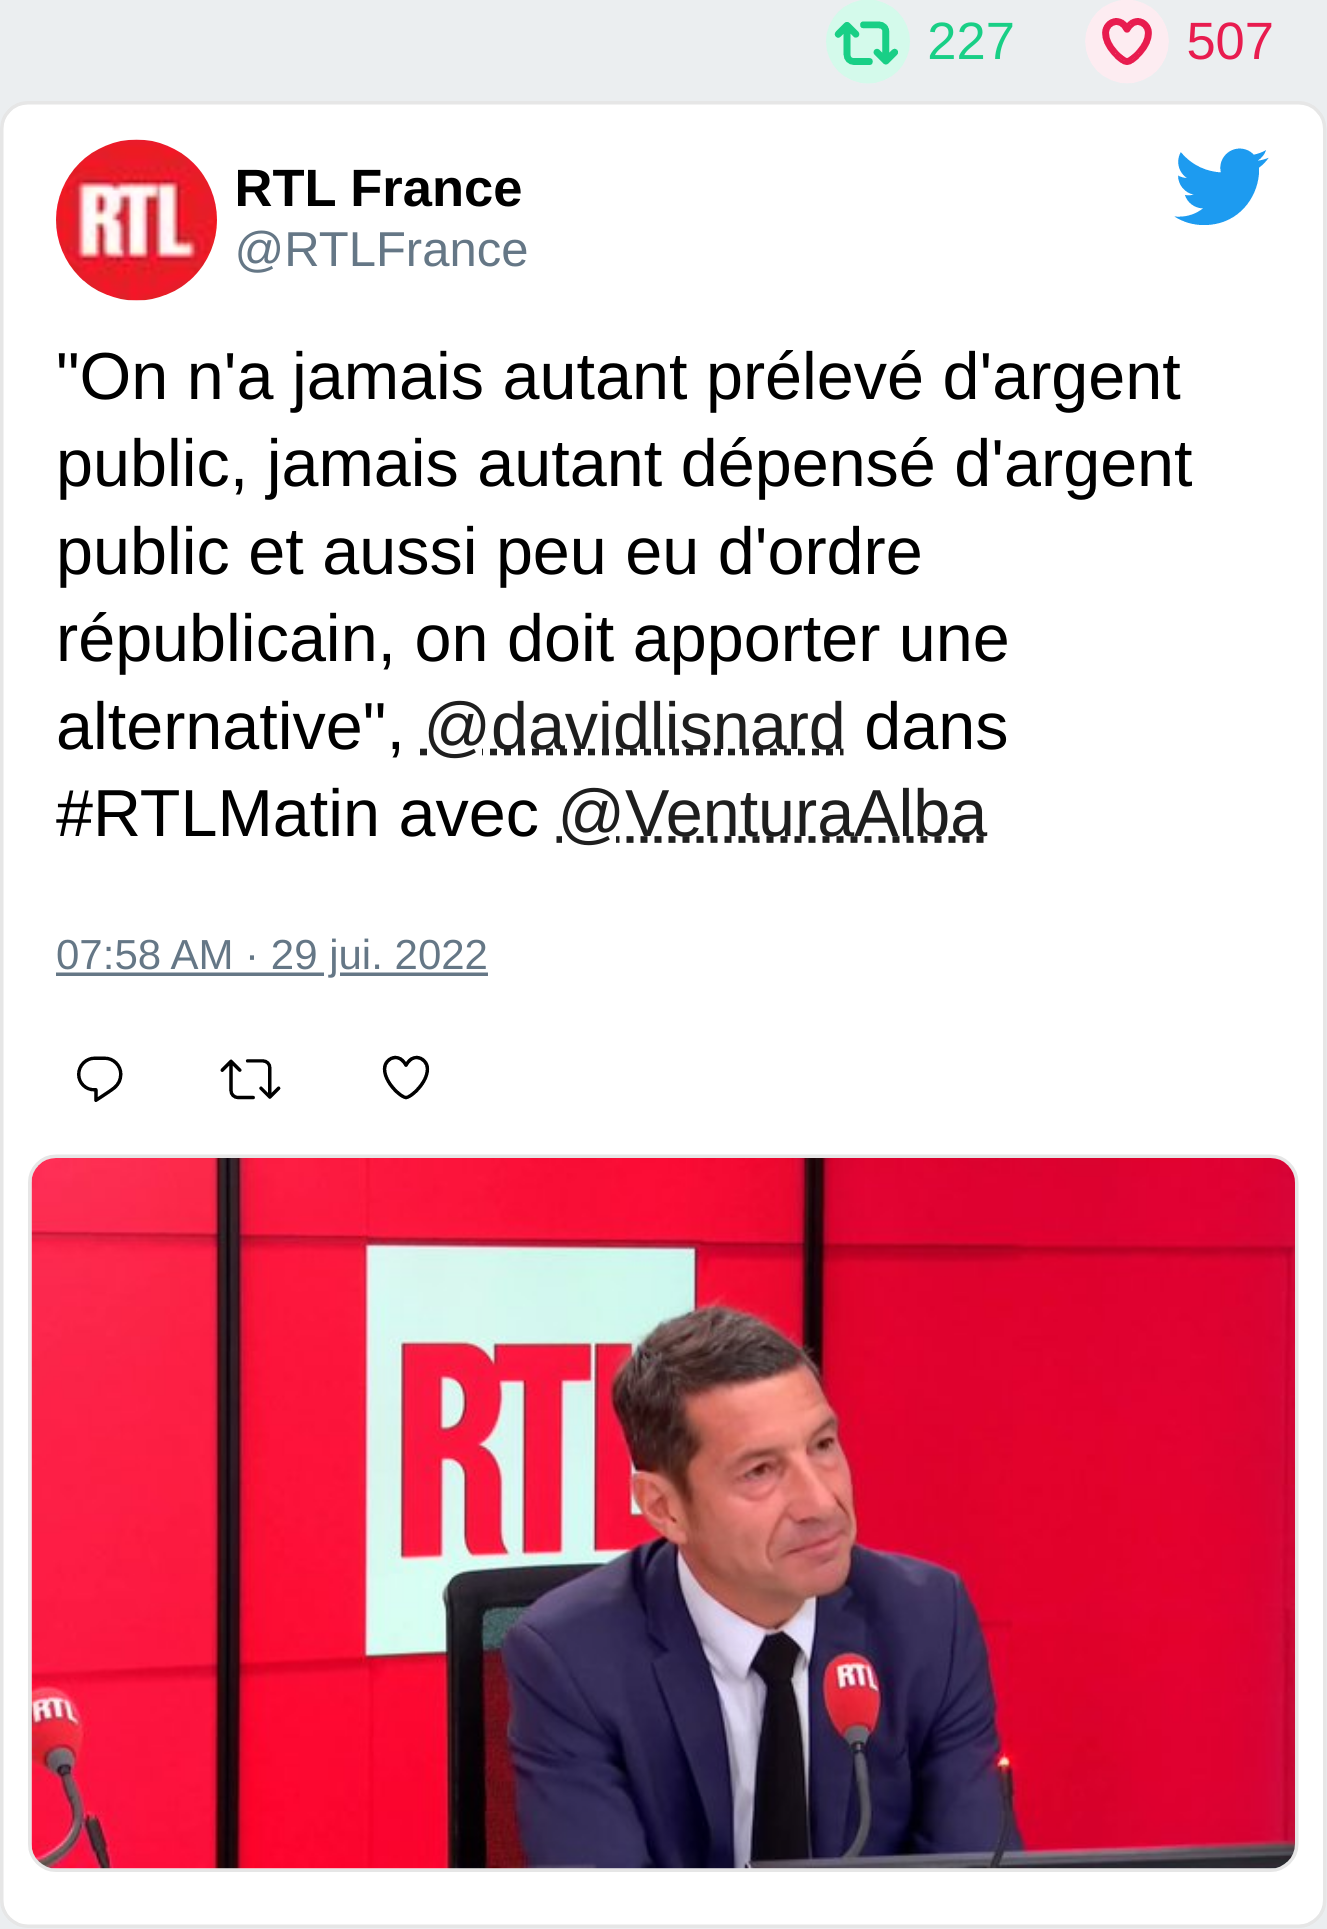 227 507
RTL
RTL France
@RTLFrance
"On n'a jamais autant prélevé d'argent
public, jamais autant dépensé d'argent
public et aussi peu eu d'ordre
républicain, on doit apporter une
alternative", @davidlisnard dans
#RTLMatin avec @VenturaAlba
07:58 AM · 29 jui. 2022
RTL
RTL
RTL